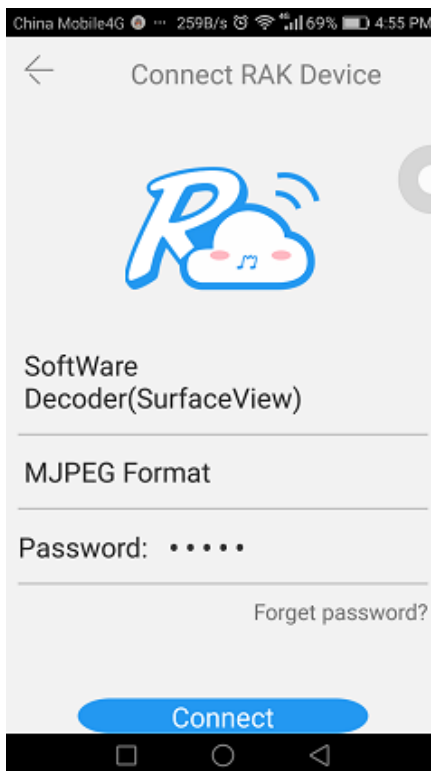 China Mobile4G ... 259B/s 4G 69% 4:55 PM
Connect RAK Device
R
SoftWare
Decoder(SurfaceView)
MJPEG Format
Password: •••••
Forget password?
Connect